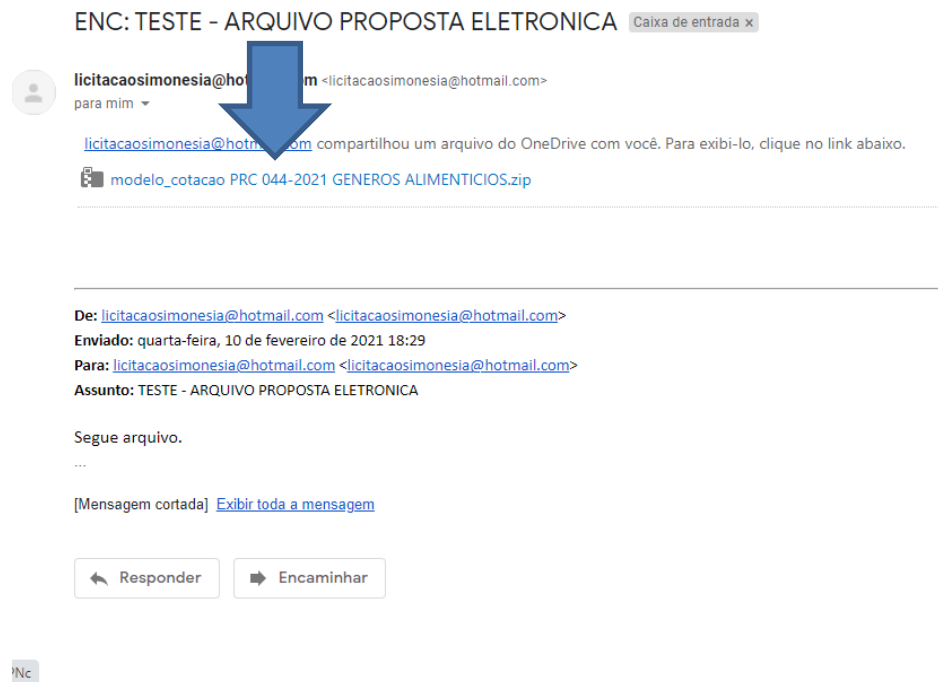 ENC: TESTE - ARQUIVO PROPOSTA ELETRONICA Caixa de entrada x
licitacaosimonesia@hot m <licitacaosimonesia@hotmail.com>
para mim
licitacaosimonesia@hotm om compartilhou um arquivo do OneDrive com você. Para exibi-lo, clique no link abaixo.
modelo_cotacao PRC 044-2021 GENEROS ALIMENTICIOS.zip
De: licitacaosimonesia@hotmail.com <licitacaosimonesia@hotmail.com>
Enviado: quarta-feira, 10 de fevereiro de 2021 18:29
Para: licitacaosimonesia@hotmail.com <licitacaosimonesia@hotmail.com>
Assunto: TESTE - ARQUIVO PROPOSTA ELETRONICA
Segue arquivo.
...
[Mensagem cortada] Exibir toda a mensagem
Responder Encaminhar